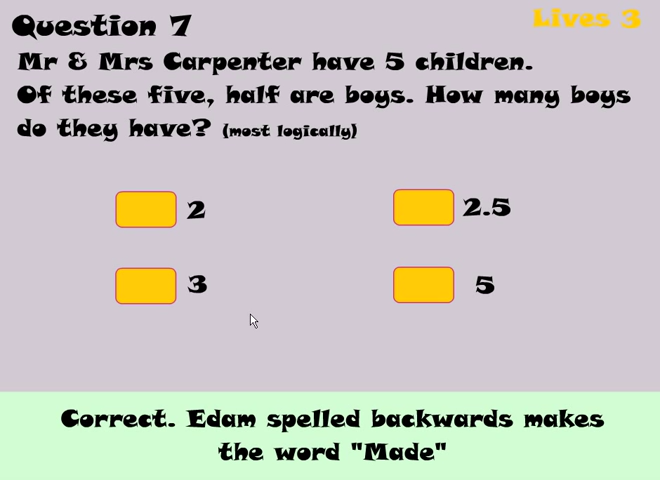 Question 7
Lives 3
Mr & Mrs Carpenter have 5 children.
Of these five, half are boys. How many boys
do they have? (most logically)
2
2.5
3
5
Correct. Edam spelled backwards makes
the word "Made"